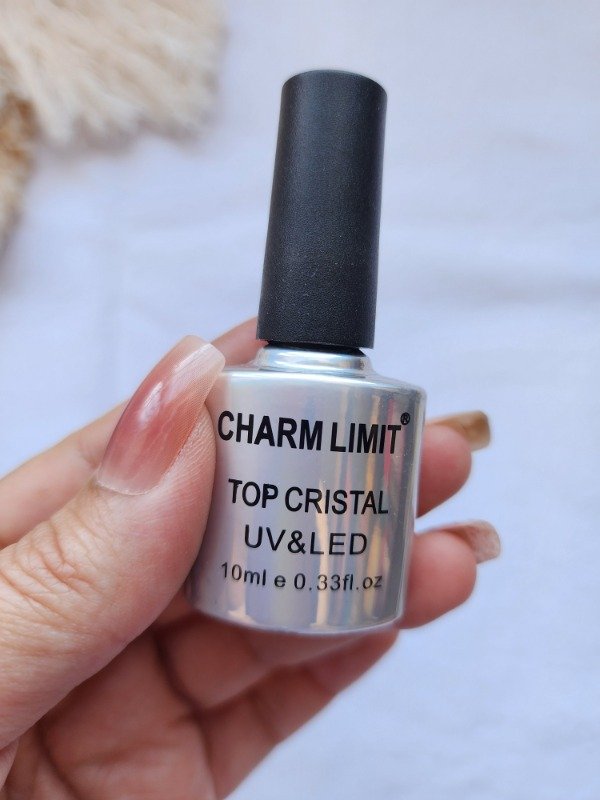 CHARM LIMIT®
TOP CRISTAL
UV&LED
10ml e 0.33fl.oz